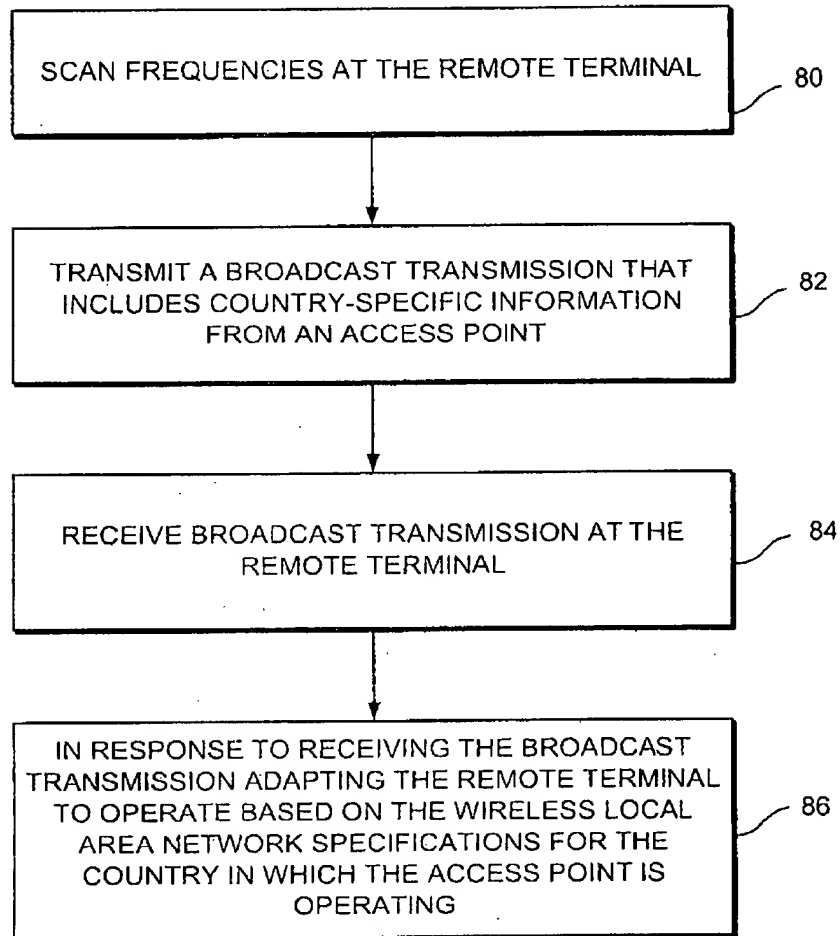 SCAN FREQUENCIES AT THE REMOTE TERMINAL
80
TRANSMIT A BROADCAST TRANSMISSION THAT
INCLUDES COUNTRY-SPECIFIC INFORMATION
FROM AN ACCESS POINT
82
RECEIVE BROADCAST TRANSMISSION AT THE
REMOTE TERMINAL
84
IN RESPONSE TO RECEIVING THE BROADCAST
TRANSMISSION ADAPTING THE REMOTE TERMINAL
TO OPERATE BASED ON THE WIRELESS LOCAL
AREA NETWORK SPECIFICATIONS FOR THE
COUNTRY IN WHICH THE ACCESS POINT IS
OPERATING
86